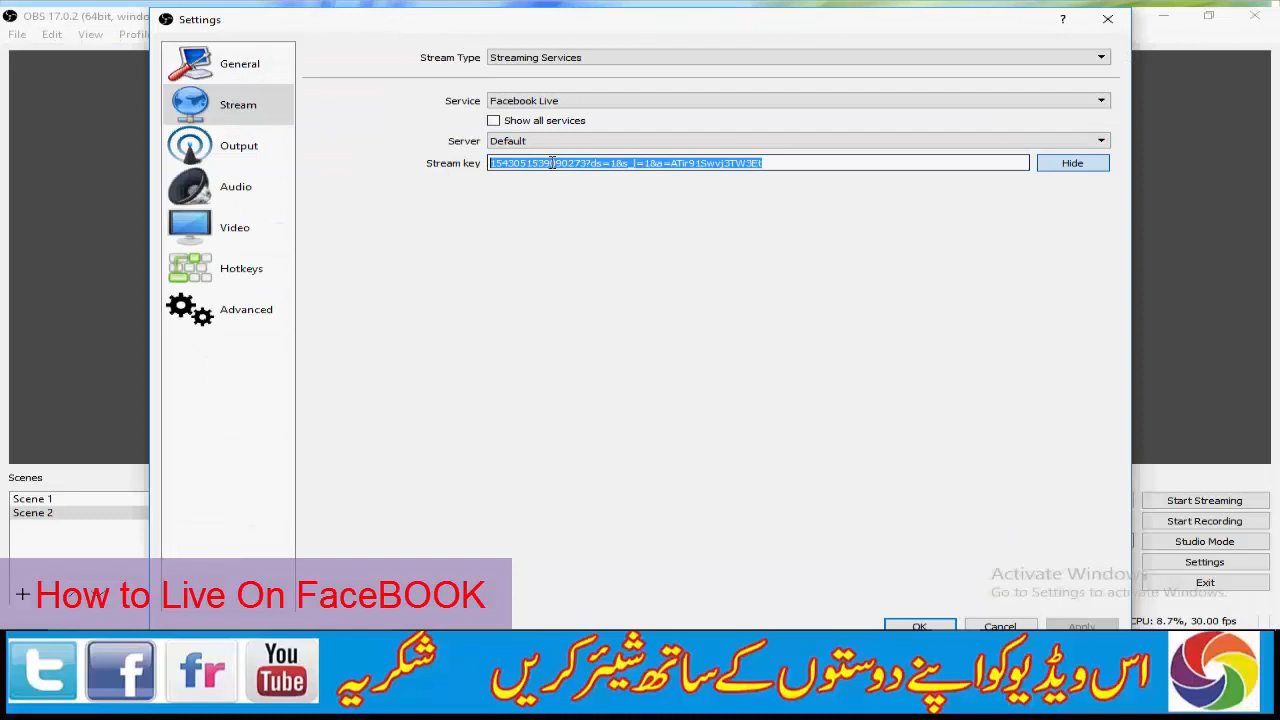 OBS 17.0.2 (64bit, windo
Settings
?
File Edit View Profil
General
Stream
Output
Audio
Video
Hotkeys
Advanced
Stream Type Streaming Services
Service Facebook Live
Show all services
Server Default
Stream key Hide
Scenes
Scene 1
Scene 2
Start Streaming
Start Recording
Studio Mode
Settings
Exit
Activate Windows
Go to Settings to activate Windows.
OK Cancel Apply
CPU: 8.7%, 30.00 fps
How to Live On FaceBOOK
t f fr You Tube
اس ویڈیو کو اپنے دوستوں کے ساتھ شیئر کریں شکریہ